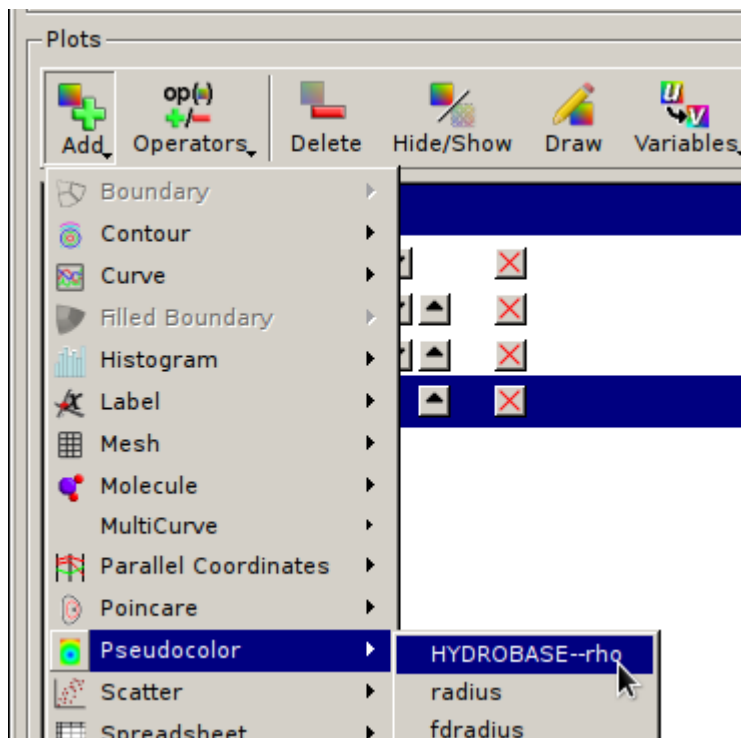 Plots
op(=)
+/-
Add Operators Delete Hide/Show Draw Variables
Boundary
Contour
Curve
Filled Boundary
Histogram
Label
Mesh
Molecule
MultiCurve
Parallel Coordinates
Poincare
Pseudocolor HYDROBASE--rho
Scatter radius
Spreadsheet fdradius